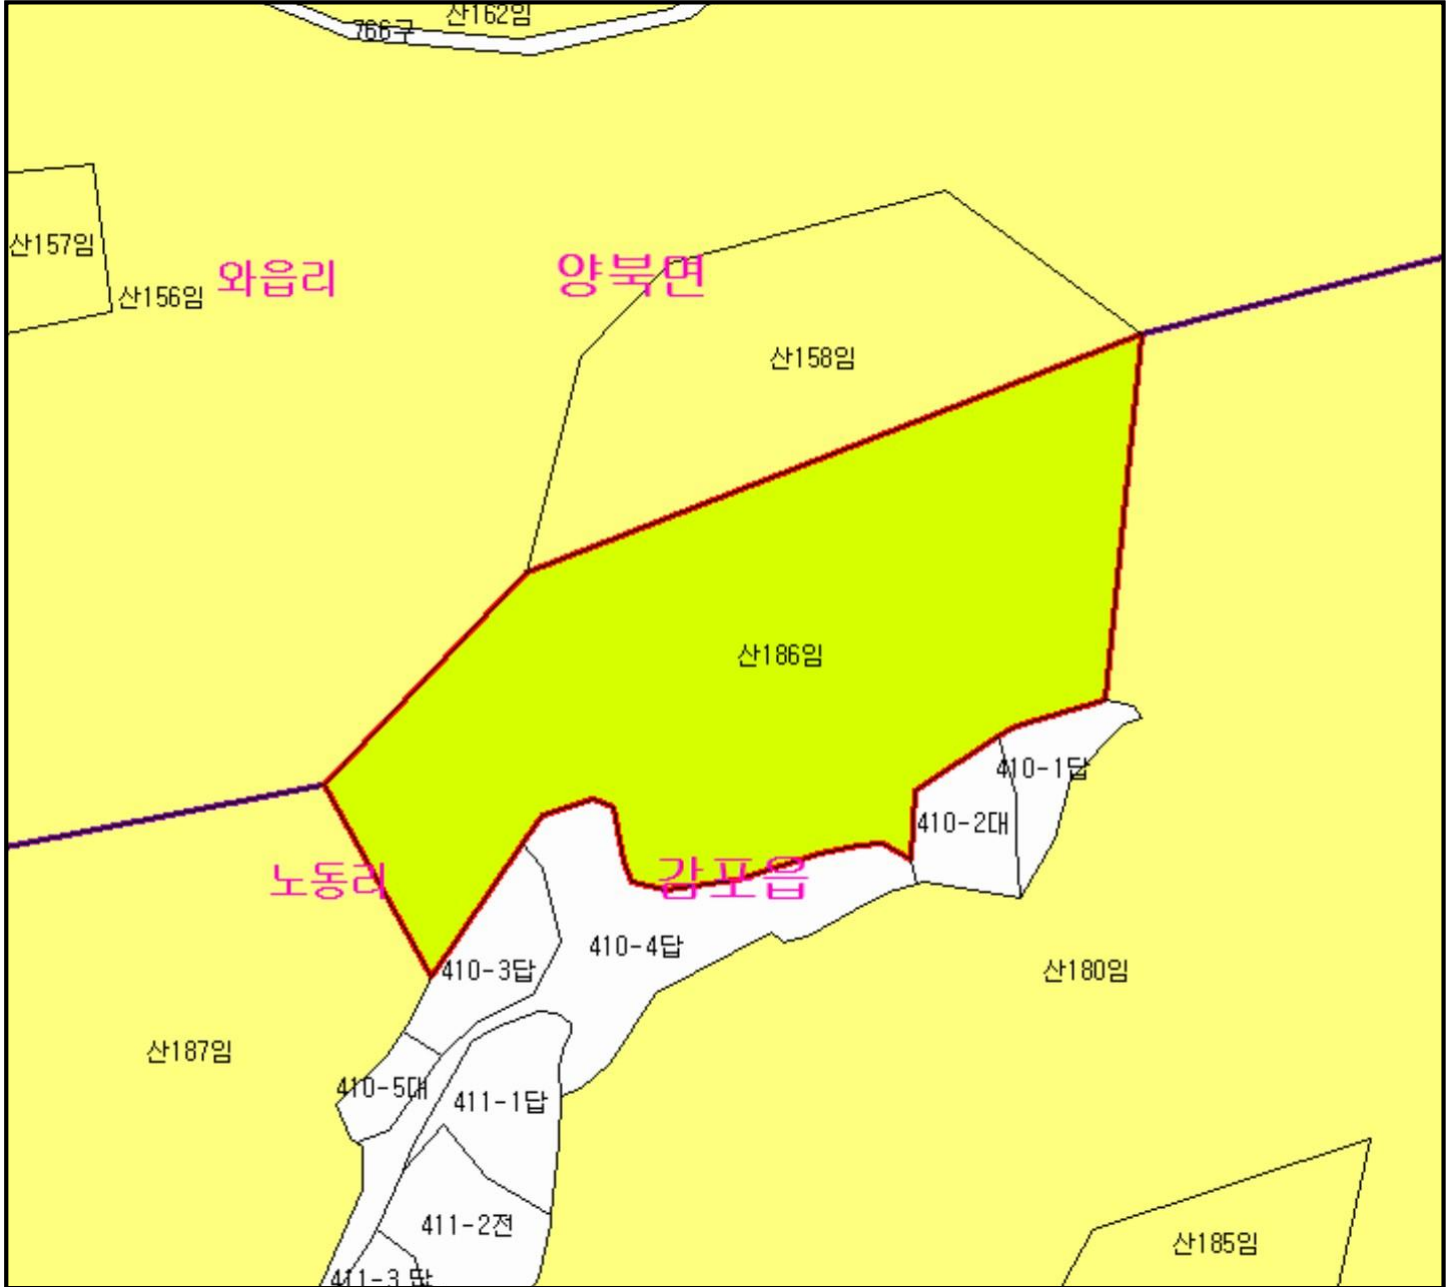 산162임
766구
산157임
와읍리
양북면
산156임
산158임
산186임
410-1답
410-2대
노동리
감포읍
410-4답
410-3답
산180임
산187임
410-5대
411-1답
411-2전
산185임
411-3 답